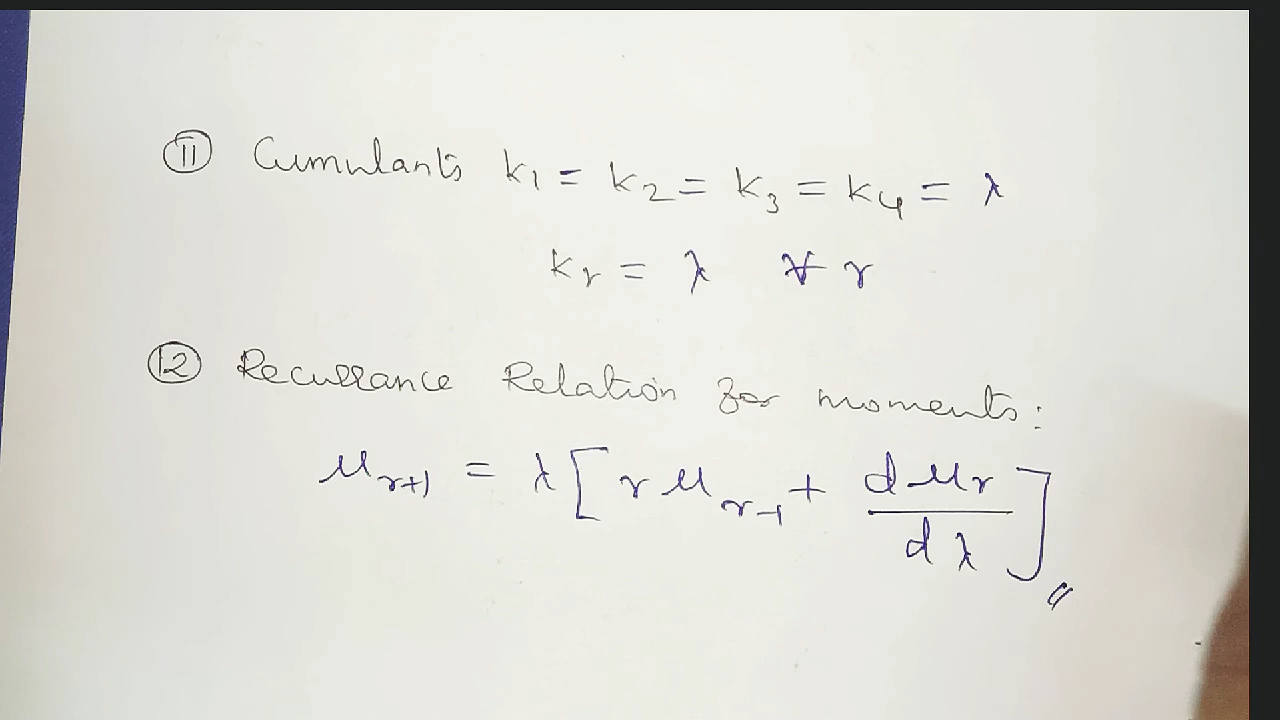 ⑪ Cumulants k₁ = k₂ = k₃ = k₄ = λ
kᵣ = λ ∀ r
⑫ Recurrance Relation for moments:
μᵣ₊₁ = λ [ r μᵣ₋₁ + dμᵣ/dλ ]